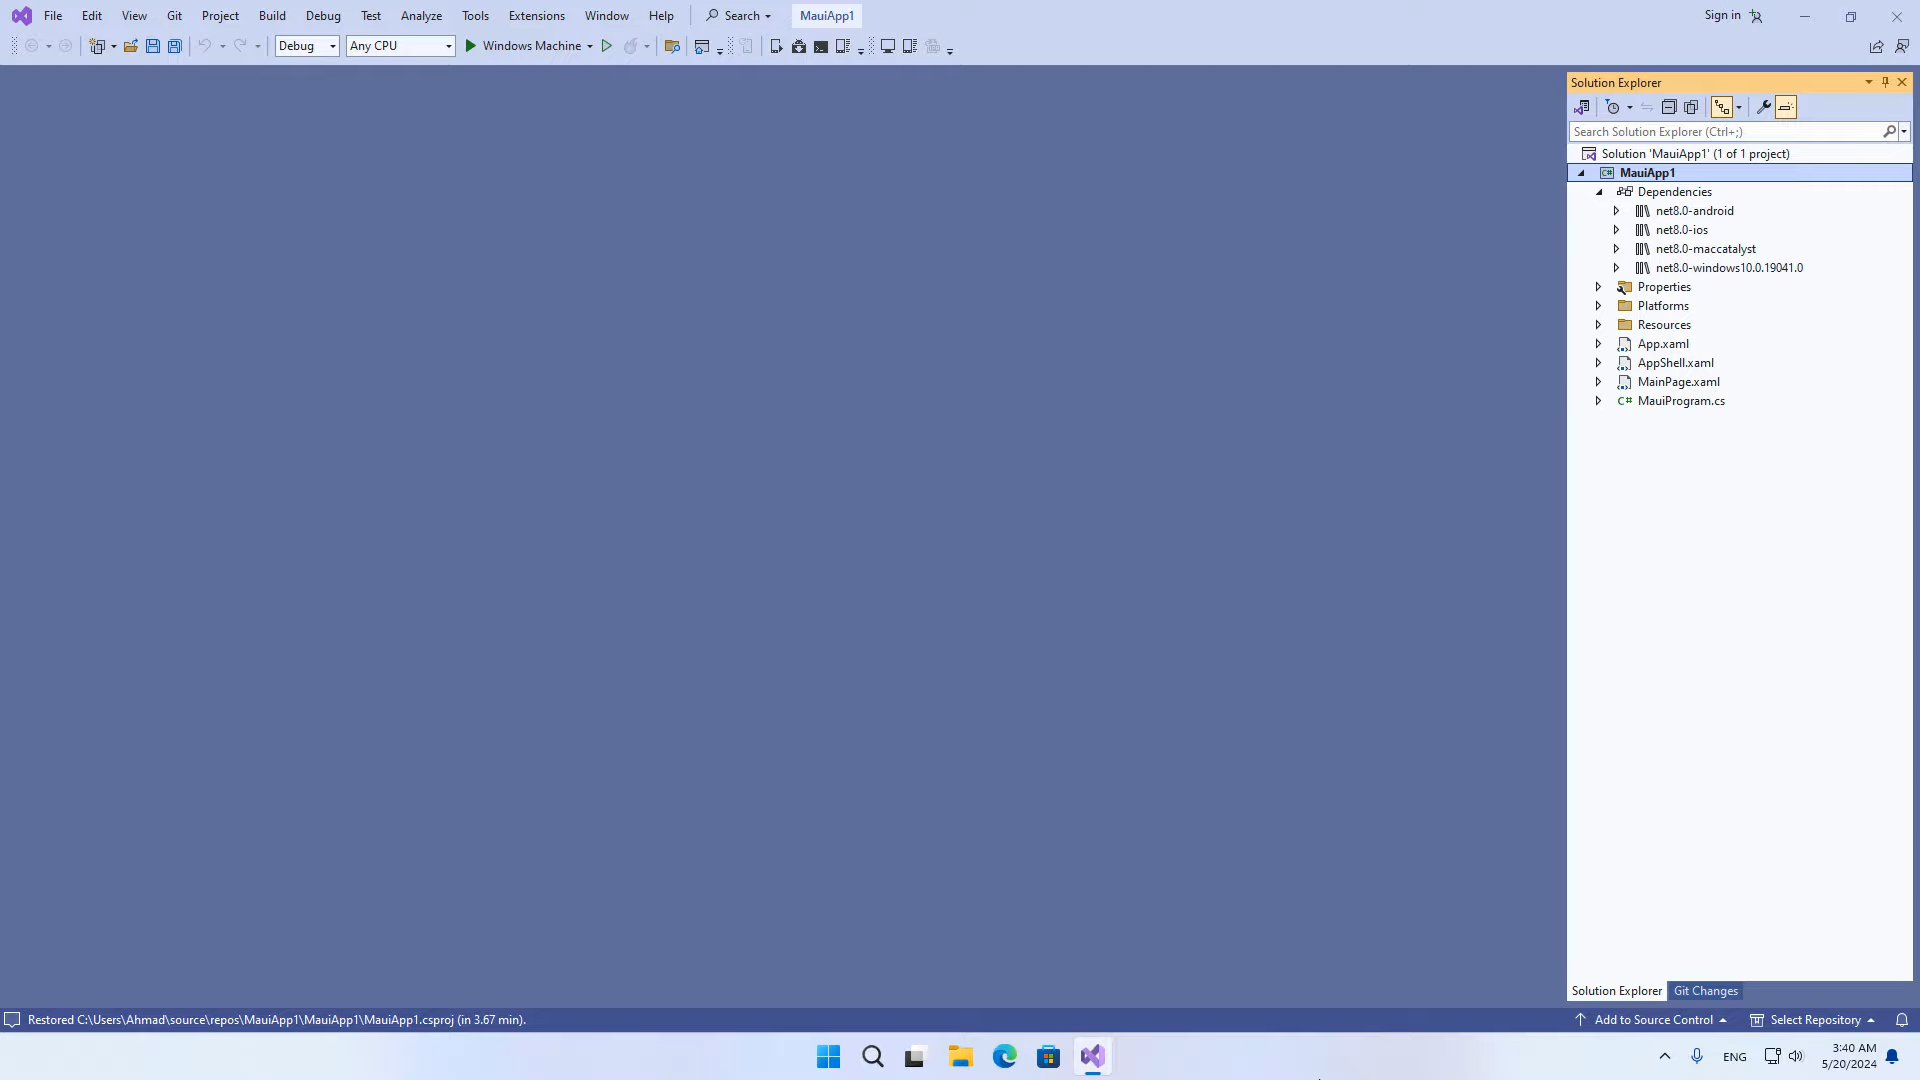 File Edit View Git Project Build Debug Test Analyze Tools Extensions Window Help Search MauiApp1 Sign in
Debug Any CPU Windows Machine
Solution Explorer
Search Solution Explorer (Ctrl+;)
Solution 'MauiApp1' (1 of 1 project)
C# MauiApp1
Dependencies
net8.0-android
net8.0-ios
net8.0-maccatalyst
net8.0-windows10.0.19041.0
Properties
Platforms
Resources
App.xaml
AppShell.xaml
MainPage.xaml
C# MauiProgram.cs
Solution Explorer Git Changes
Restored C:\Users\Ahmad\source\repos\MauiApp1\MauiApp1\MauiApp1.csproj (in 3.67 min). Add to Source Control Select Repository
ENG
3:40 AM
5/20/2024